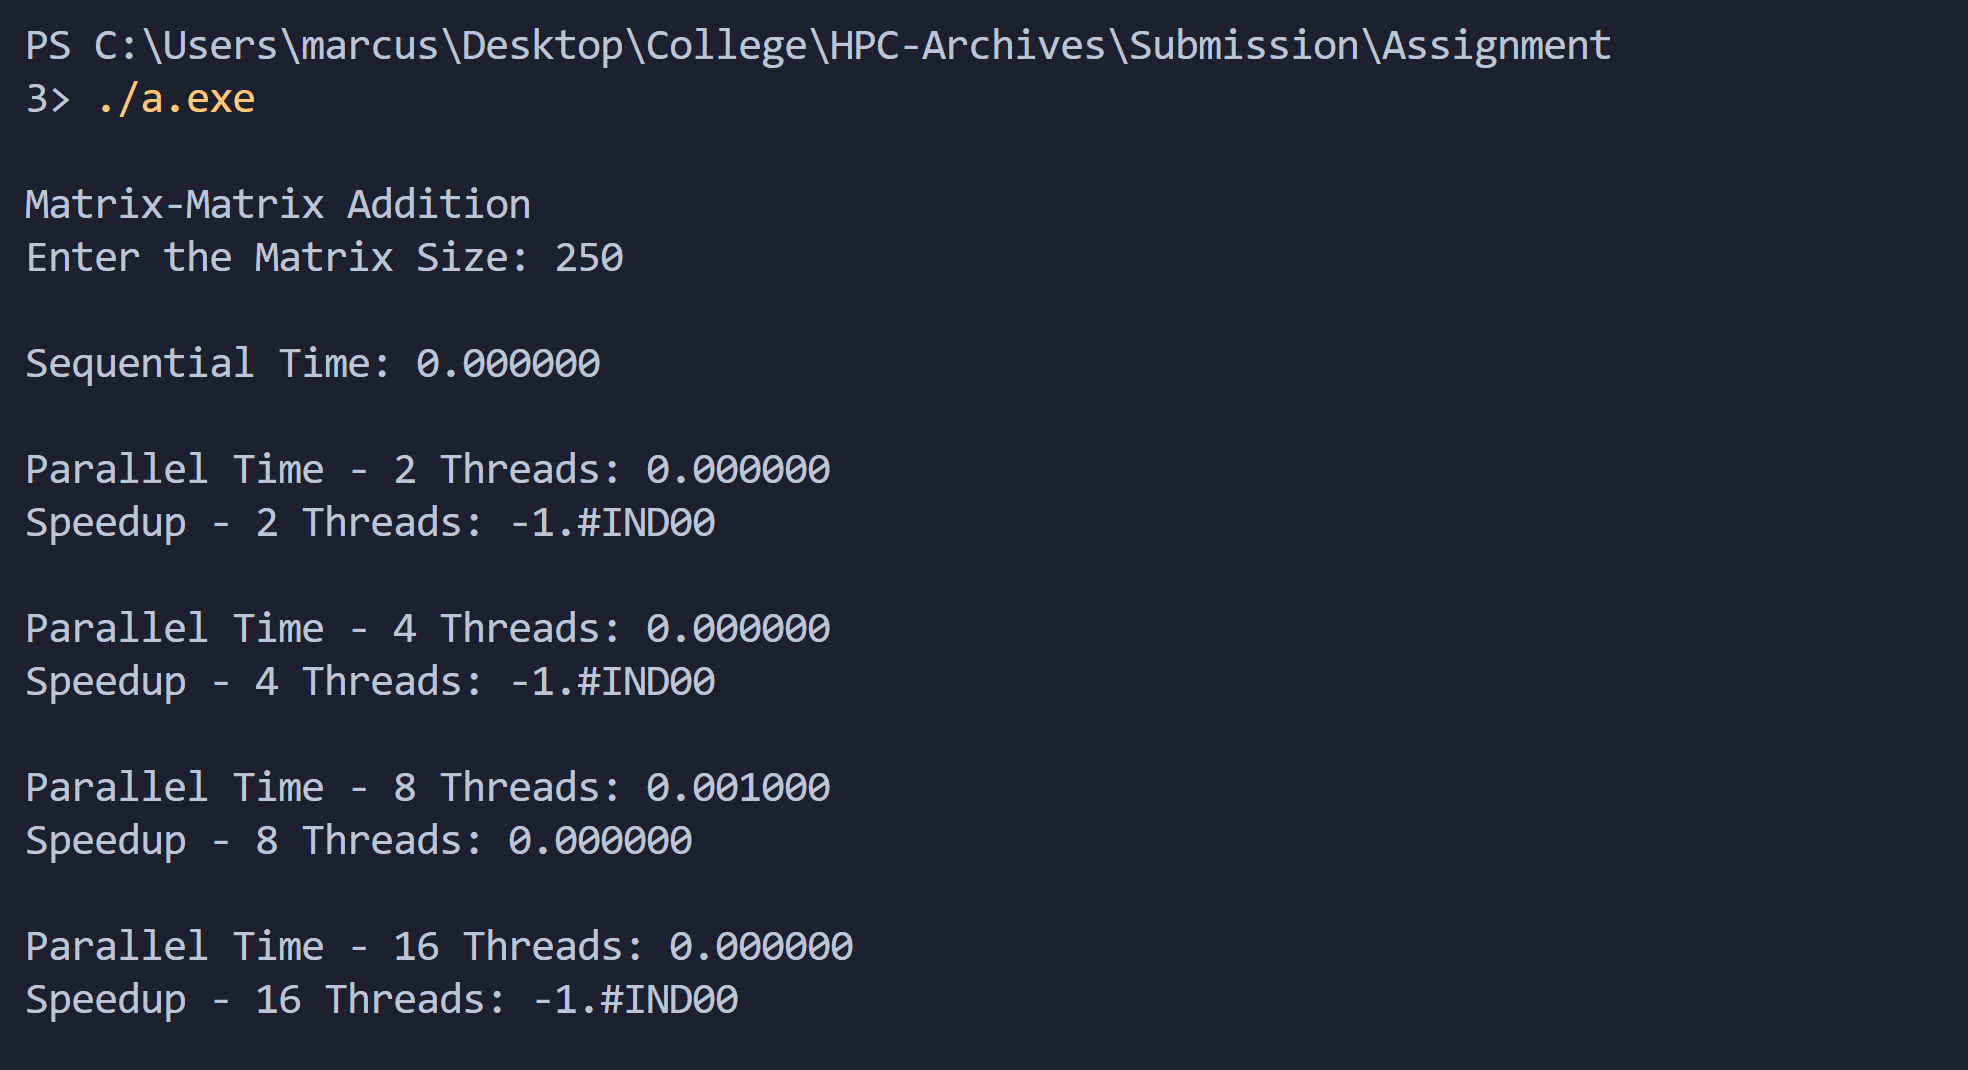 PS C:\Users\marcus\Desktop\College\HPC-Archives\Submission\Assignment
3> ./a.exe
Matrix-Matrix Addition
Enter the Matrix Size: 250
Sequential Time: 0.000000
Parallel Time - 2 Threads: 0.000000
Speedup - 2 Threads: -1.#IND00
Parallel Time - 4 Threads: 0.000000
Speedup - 4 Threads: -1.#IND00
Parallel Time - 8 Threads: 0.001000
Speedup - 8 Threads: 0.000000
Parallel Time - 16 Threads: 0.000000
Speedup - 16 Threads: -1.#IND00